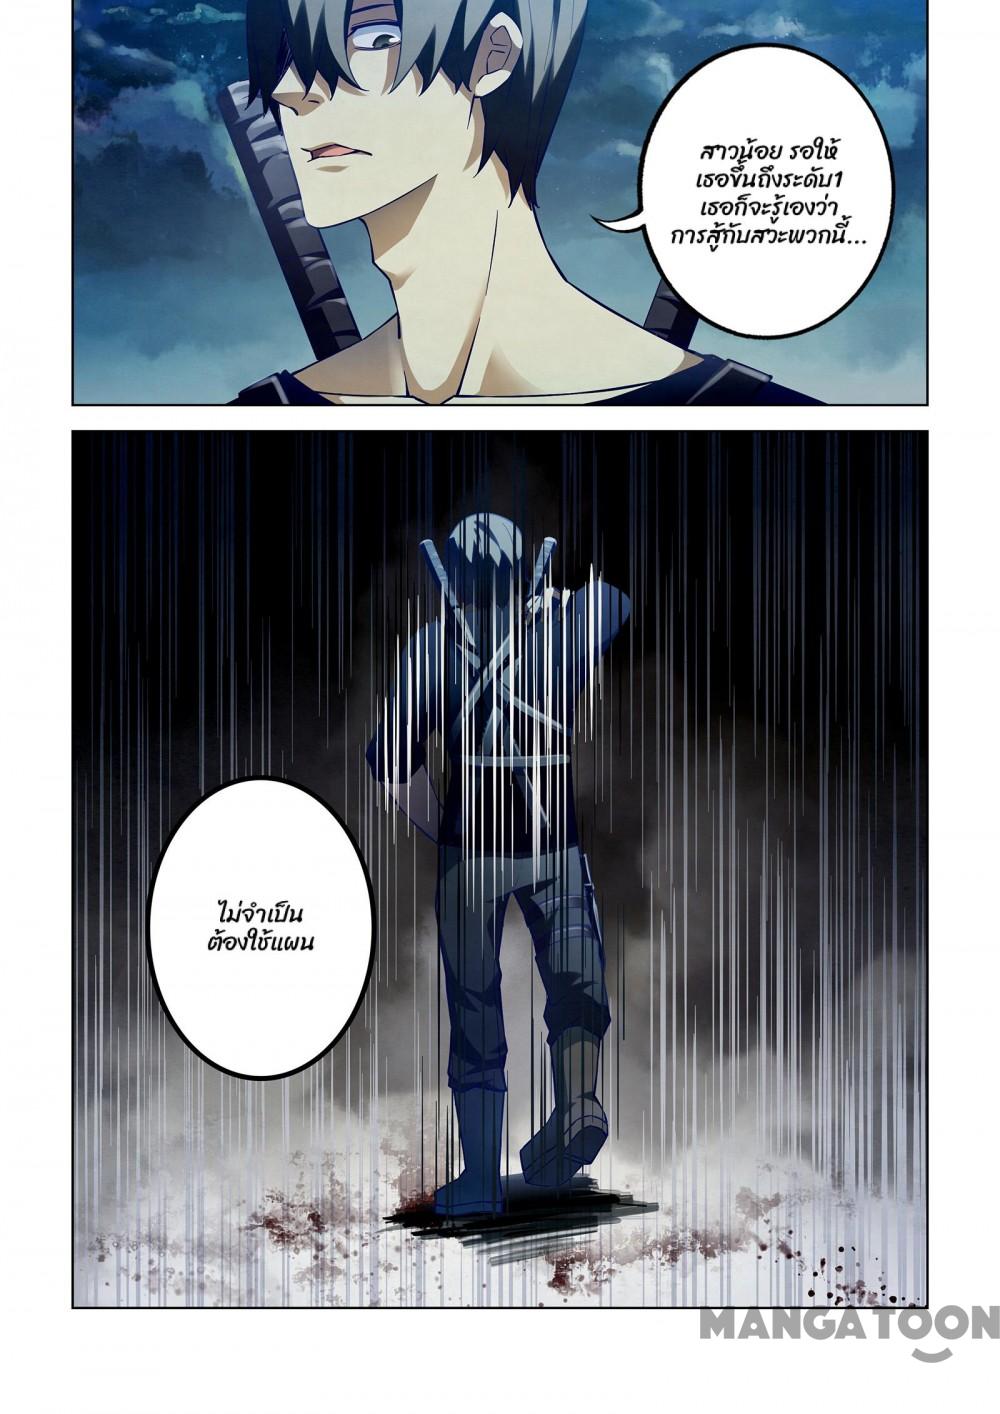 สาวน้อย รอให้
เธอขึ้นถึงระดับ1
เธอก็จะรู้เองว่า
การสู้กับสวะพวกนี้...
ไม่จำเป็น
ต้องใช้แผน
MANGATOON